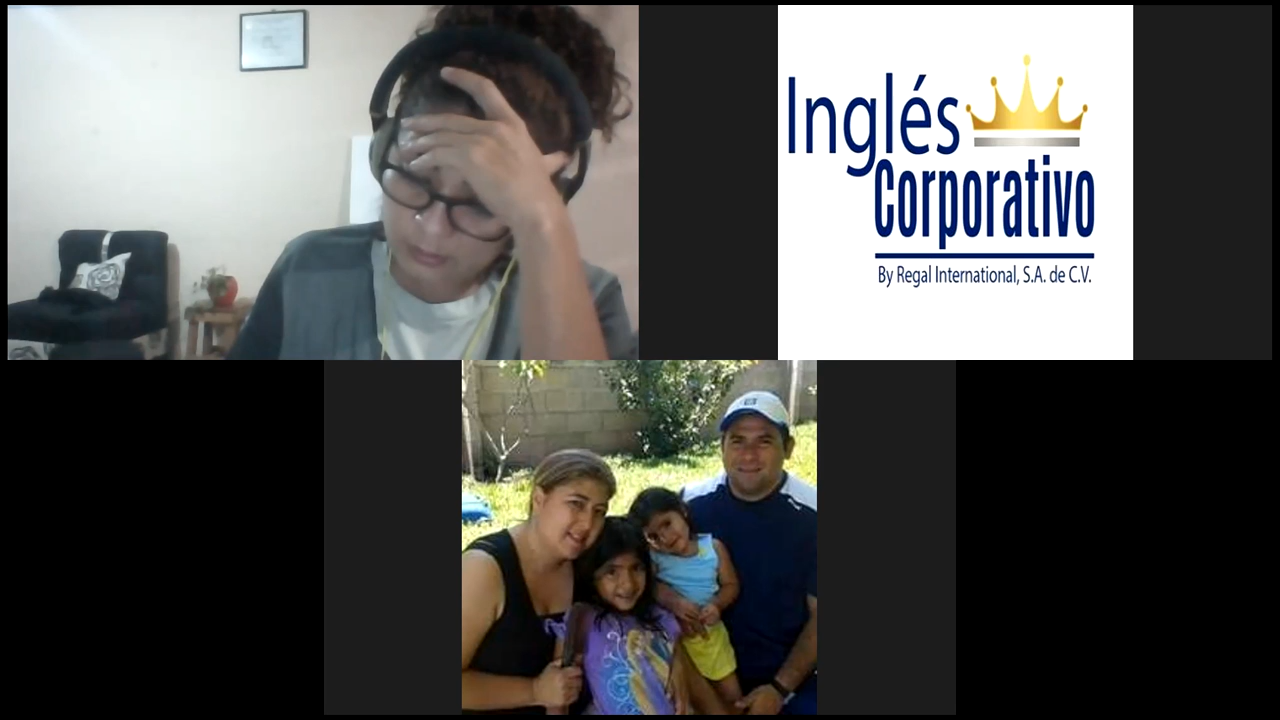 Inglés
Corporativo
By Regal International, S.A. de C.V.